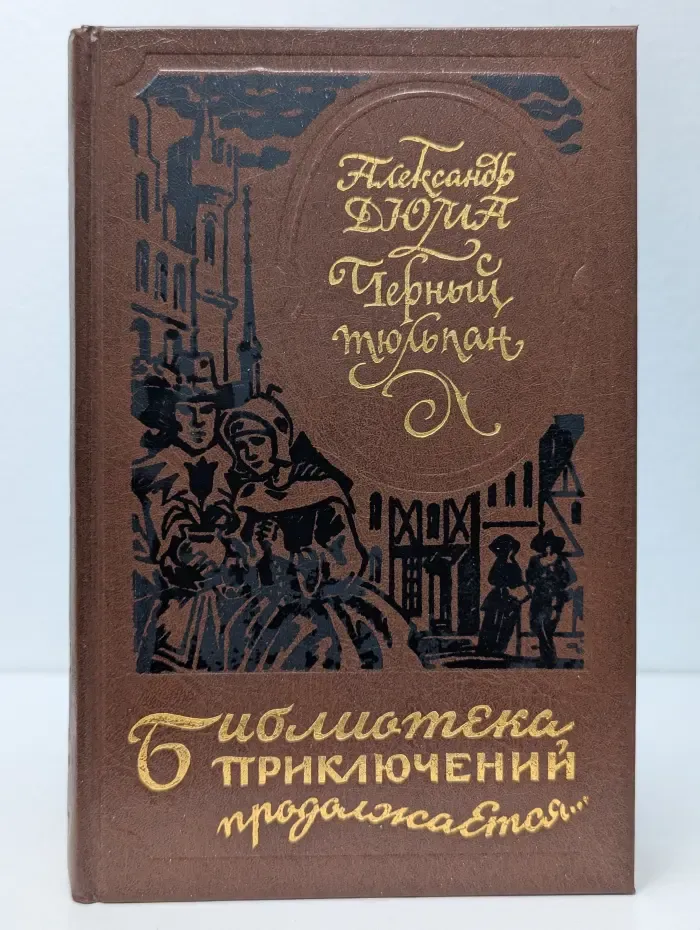 Александр
ДЮМА
Черный
тюльпан
Библиотека
ПРИКЛЮЧЕНИЙ
продолжается...